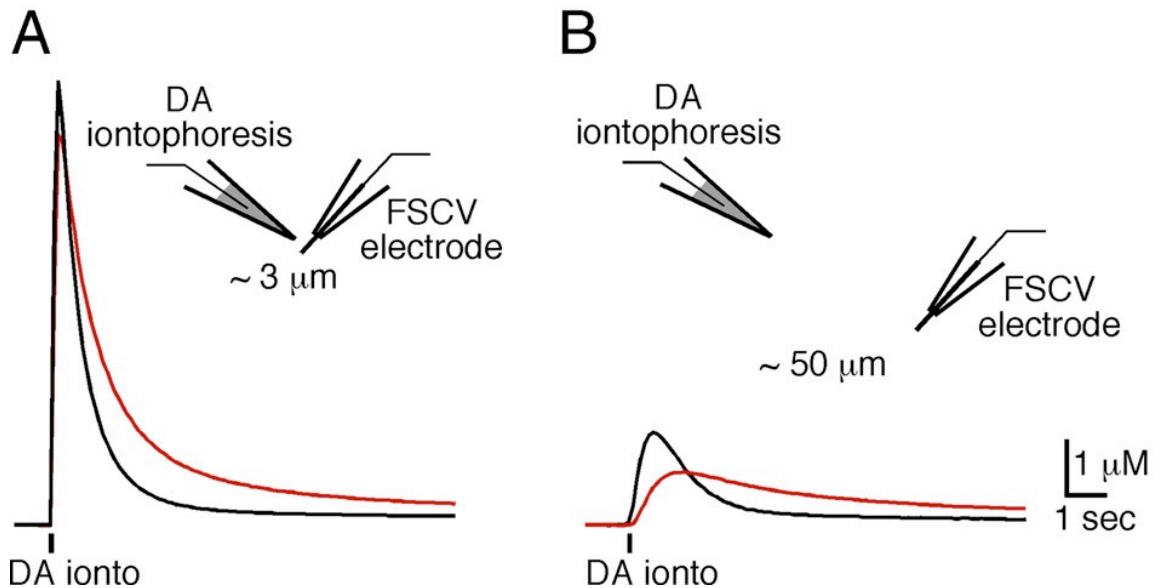 A
DA
iontophoresis
FSCV
electrode
~ 3 μm
DA ionto
B
DA
iontophoresis
FSCV
electrode
~ 50 μm
1 μM
1 sec
DA ionto